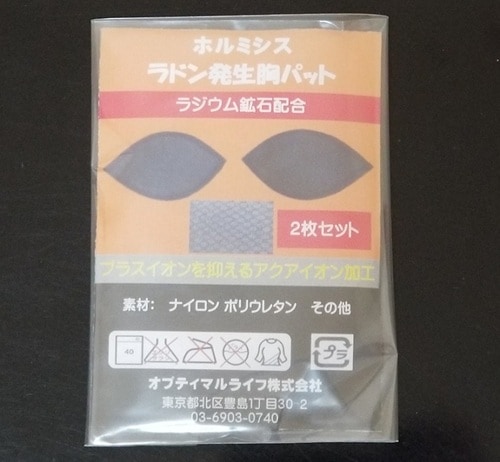 ホルミシス
ラドン発生胸パット
ラジウム鉱石配合
2枚セット
プラスイオンを抑えるアクアイオン加工
素材： ナイロン ポリウレタン その他
40
プラ
オプティマルライフ株式会社
東京都北区豊島1丁目30-2
03-6903-0740